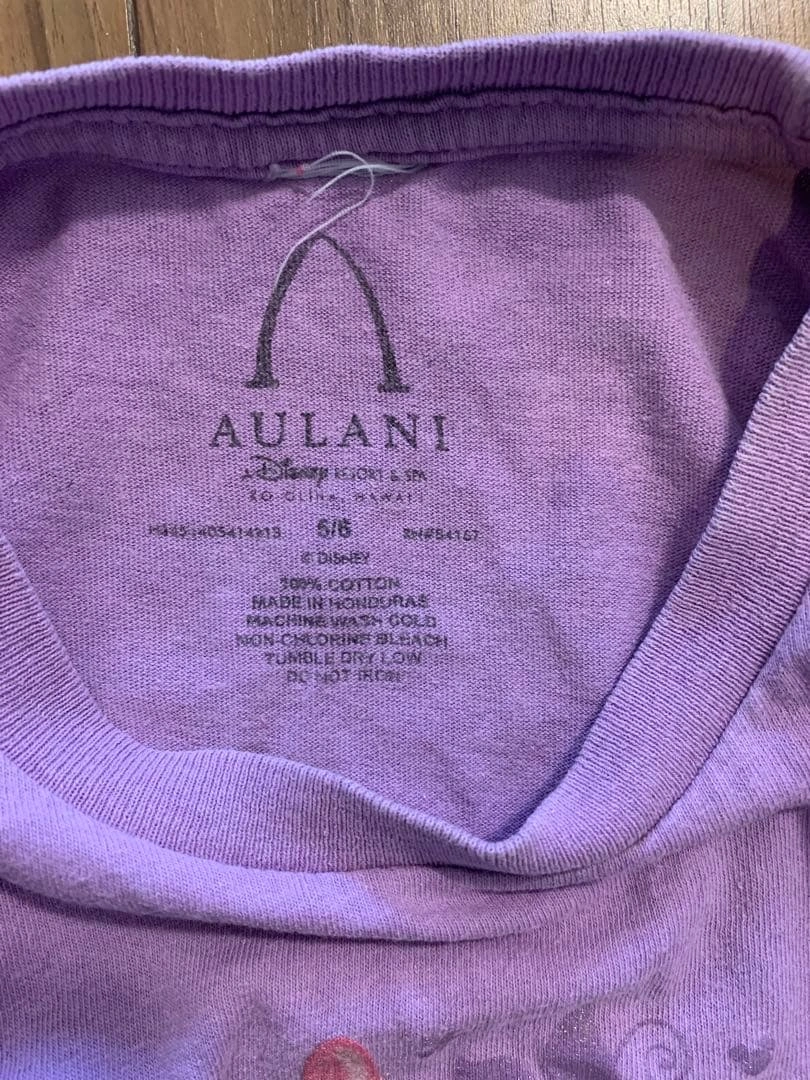 AULANI
A Disney RESORT & SPA
KO OLINA, HAWAI'I
5/6
© DISNEY
100% COTTON
MADE IN HONDURAS
MACHINE WASH COLD
NON-CHLORINE BLEACH
TUMBLE DRY LOW
DO NOT IRON